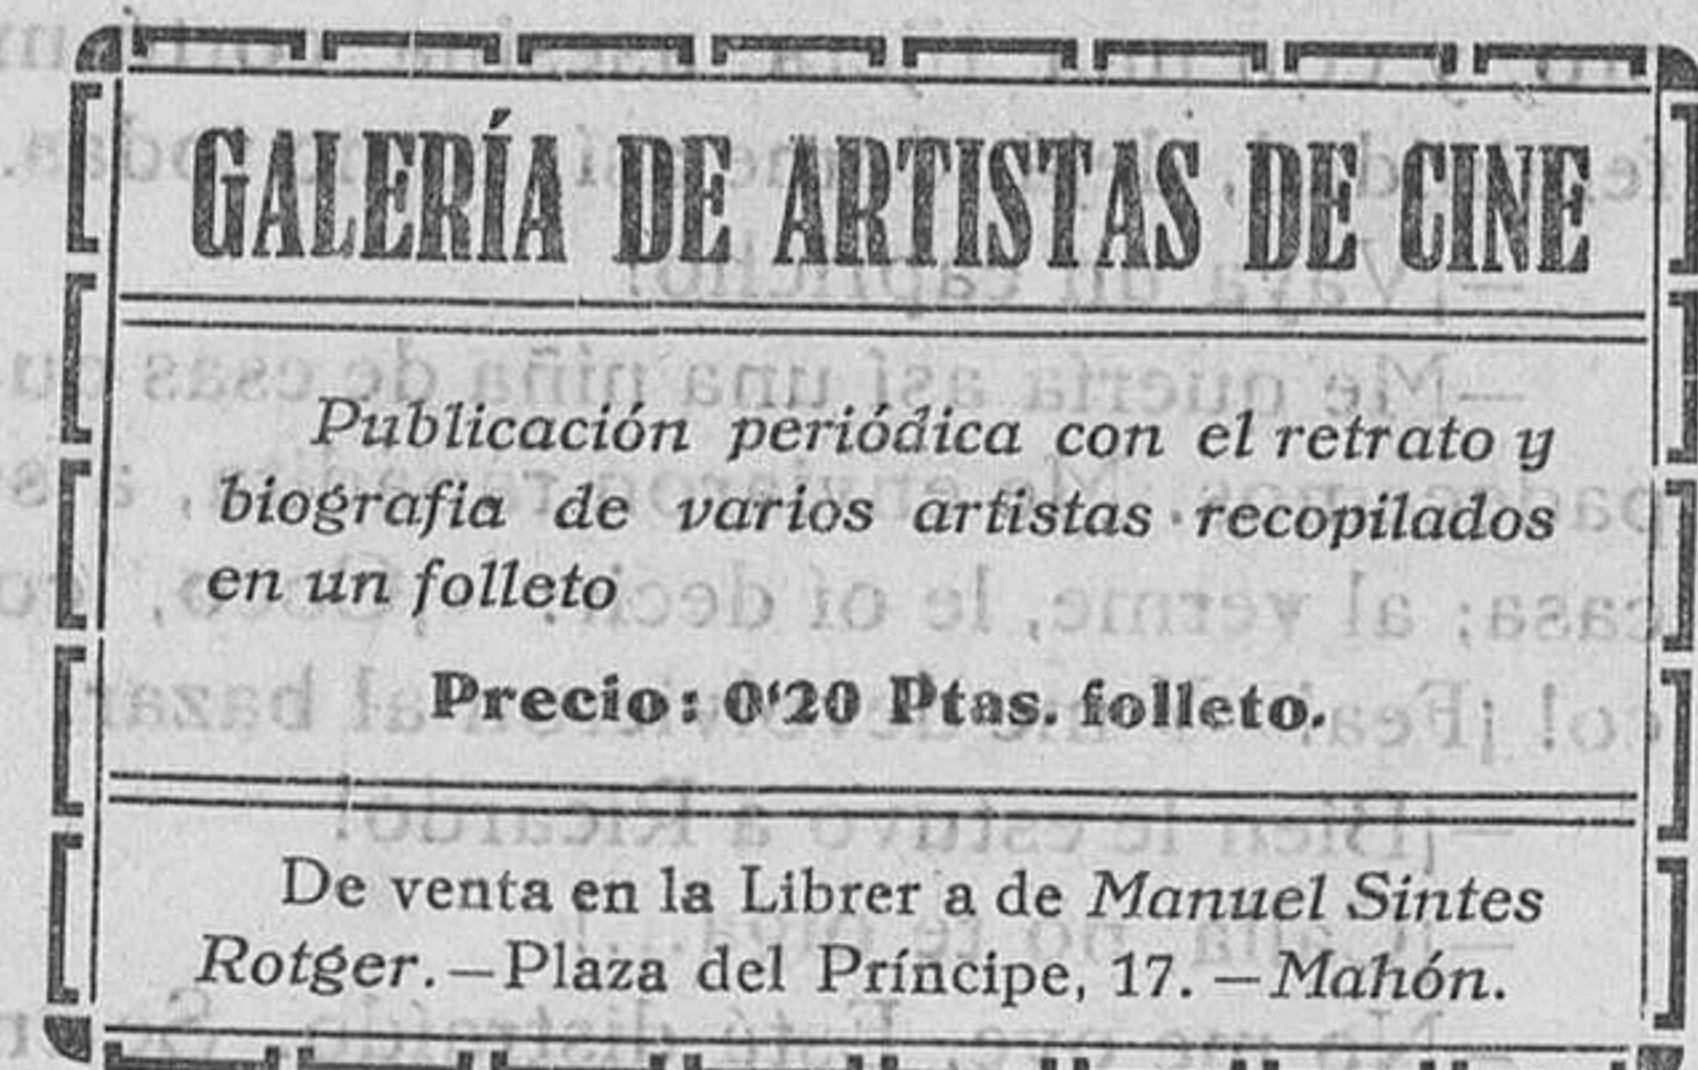 GALERÍA DE ARTISTAS DE CINE
Publicación periódica con el retrato y
biografia de varios artistas recopilados
en un folleto
Precio: 0'20 Ptas. folleto.
De venta en la Librer a de Manuel Sintes
Rotger.—Plaza del Príncipe, 17.—Mahón.